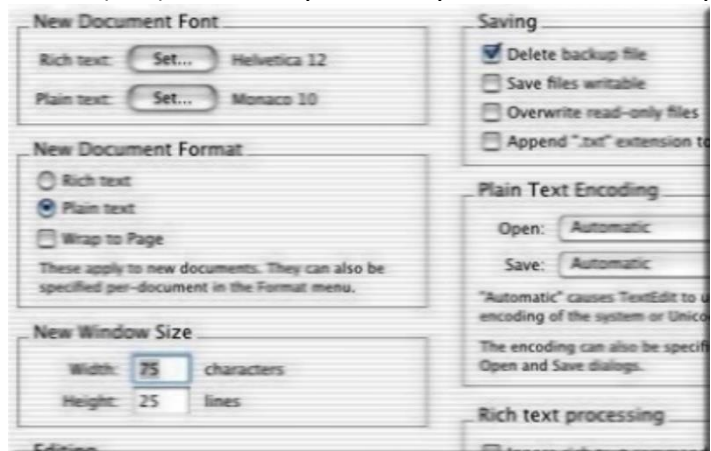 New Document Font
Rich text: Set... Helvetica 12
Plain text: Set... Monaco 10
New Document Format
Rich text
Plain text
Wrap to Page
These apply to new documents. They can also be
specified per-document in the Format menu.
New Window Size
Width: 75 characters
Height: 25 lines
Editing
Saving
Delete backup file
Save files writable
Overwrite read-only files
Append ".txt" extension to
Plain Text Encoding
Open: Automatic
Save: Automatic
"Automatic" causes TextEdit to u
encoding of the system or Unico
The encoding can also be specif
Open and Save dialogs.
Rich text processing